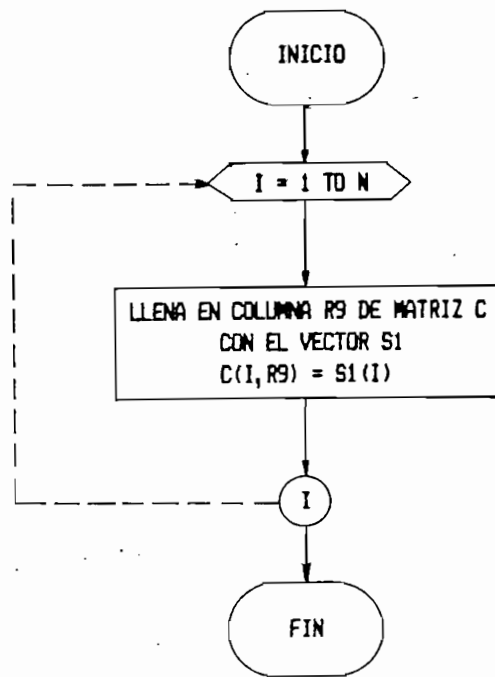 INICIO
I = 1 TO N
LLENA EN COLUMNA R9 DE MATRIZ C
CON EL VECTOR S1
C(I,R9) = S1(I)
I
FIN